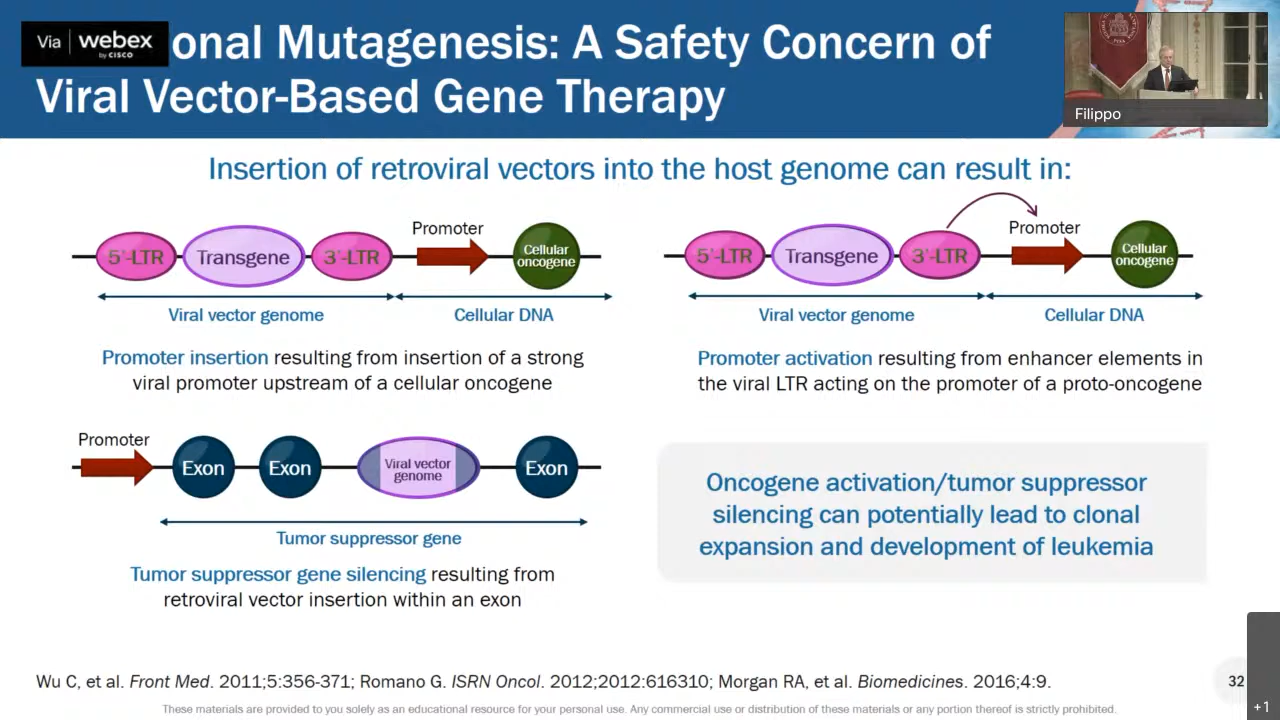 Via webex
by CISCO
onal Mutagenesis: A Safety Concern of
Viral Vector-Based Gene Therapy
Filippo
Insertion of retroviral vectors into the host genome can result in:
Promoter
5'-LTR Transgene 3'-LTR Cellular
oncogene
Viral vector genome Cellular DNA
Promoter insertion resulting from insertion of a strong
viral promoter upstream of a cellular oncogene
Promoter
5'-LTR Transgene 3'-LTR Cellular
oncogene
Viral vector genome Cellular DNA
Promoter activation resulting from enhancer elements in
the viral LTR acting on the promoter of a proto-oncogene
Promoter
Exon Exon Viral vector
genome Exon
Tumor suppressor gene
Tumor suppressor gene silencing resulting from
retroviral vector insertion within an exon
Oncogene activation/tumor suppressor
silencing can potentially lead to clonal
expansion and development of leukemia
Wu C, et al. Front Med. 2011;5:356-371; Romano G. ISRN Oncol. 2012;2012:616310; Morgan RA, et al. Biomedicines. 2016;4:9.
32
These materials are provided to you solely as an educational resource for your personal use. Any commercial use or distribution of these materials or any portion thereof is strictly prohibited.
+1